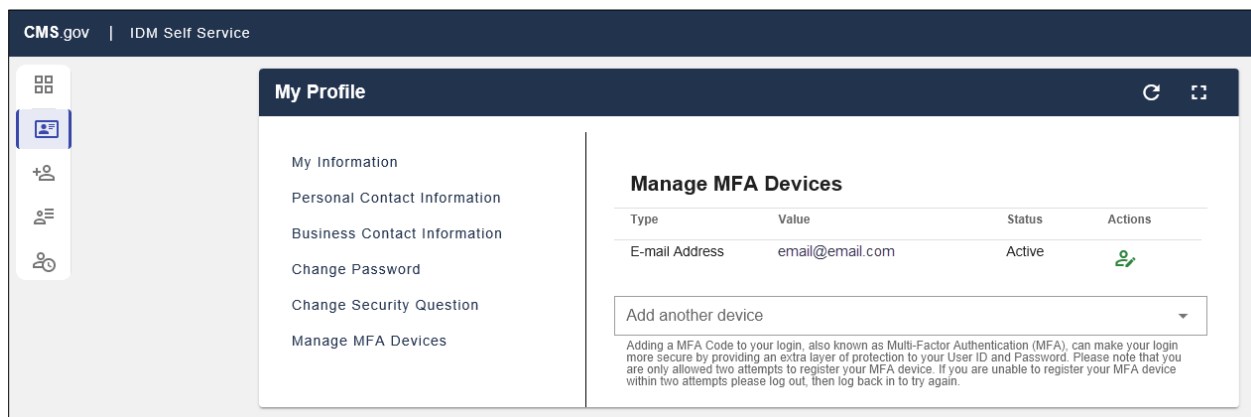 CMS.gov | IDM Self Service
My Profile
My Information
Personal Contact Information
Business Contact Information
Change Password
Change Security Question
Manage MFA Devices
Manage MFA Devices
Type Value Status Actions
E-mail Address email@email.com Active
Add another device
Adding a MFA Code to your login, also known as Multi-Factor Authentication (MFA), can make your login
more secure by providing an extra layer of protection to your User ID and Password. Please note that you
are only allowed two attempts to register your MFA device. If you are unable to register your MFA device
within two attempts please log out, then log back in to try again.